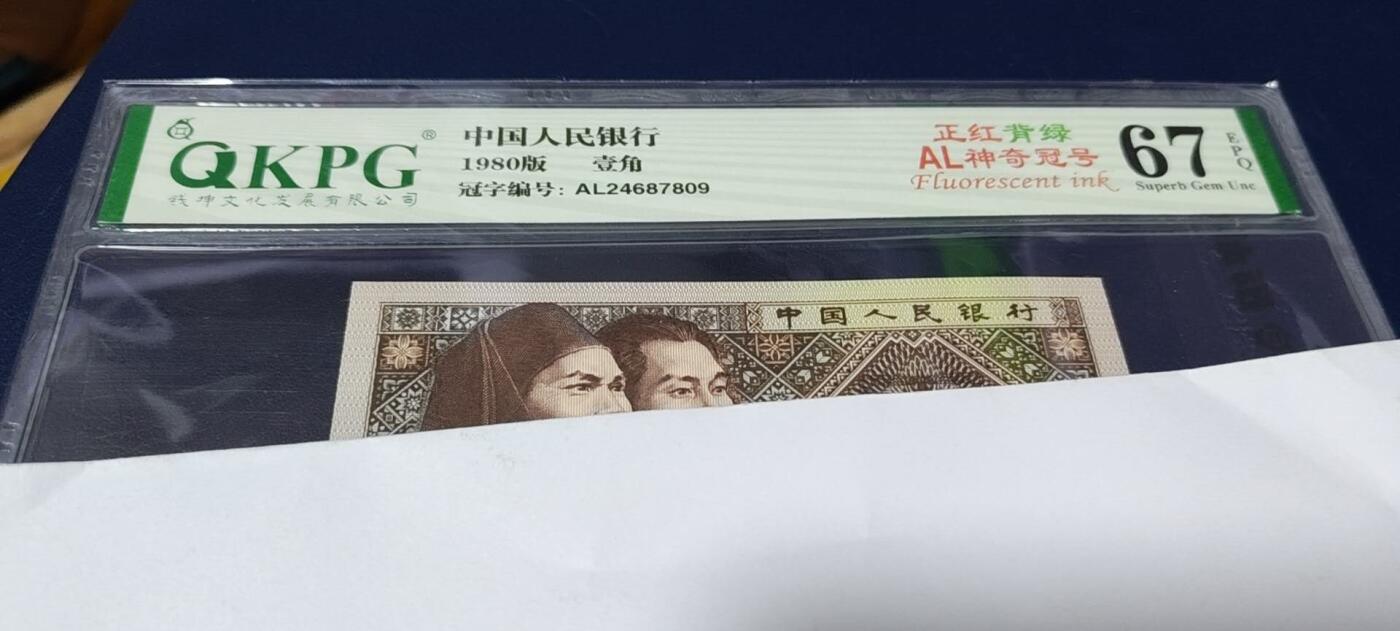 QKPG®
钱坤文化发展有限公司
中国人民银行
1980版 壹角
冠字编号: AL24687809
正红背绿
AL神奇冠号
Fluorescent ink
67
EPQ
Superb Gem Unc
中国人民银行